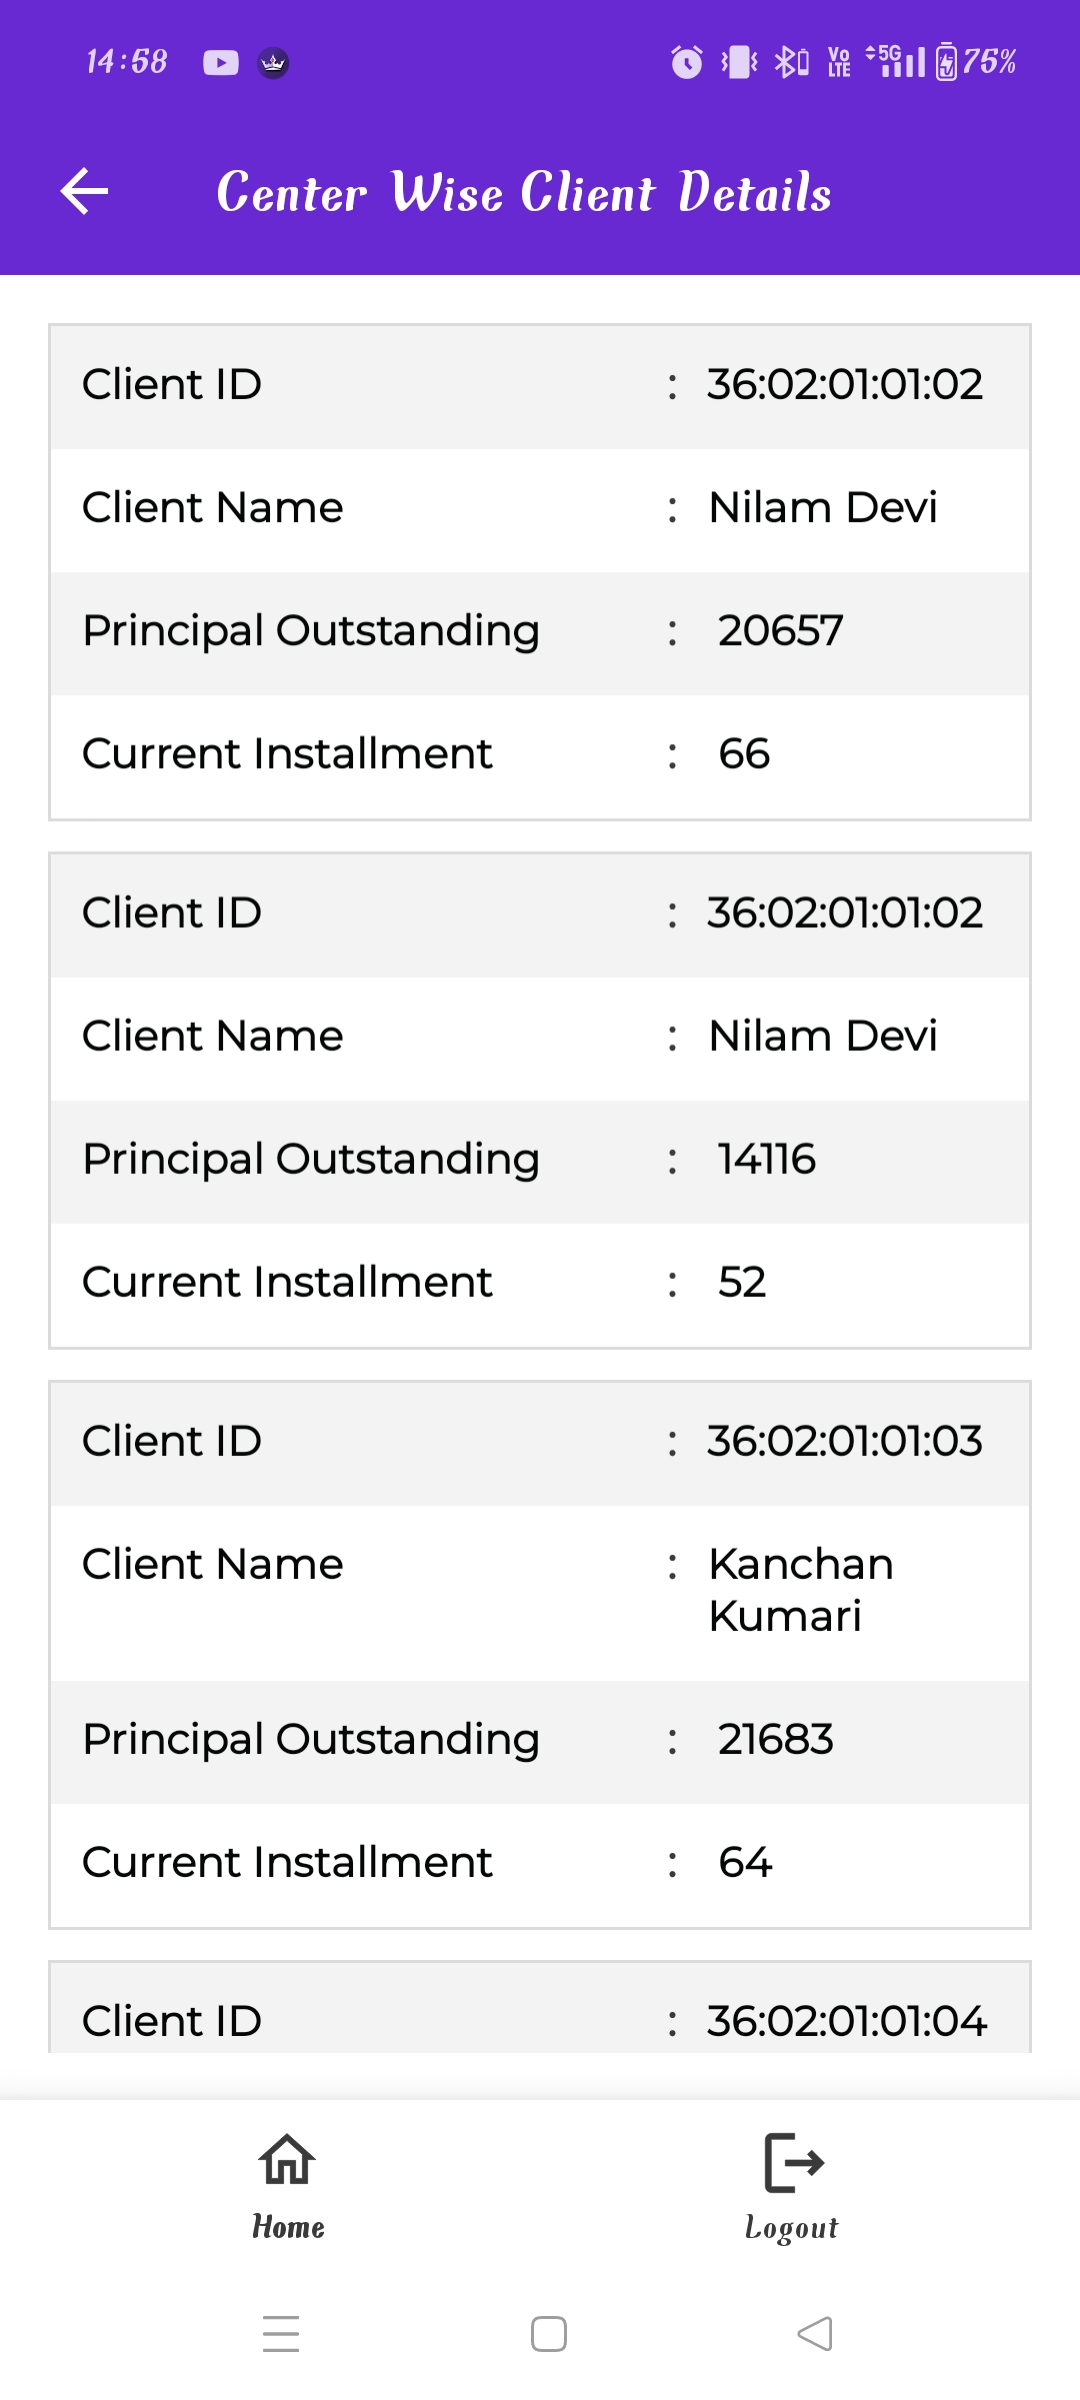 14:58 VoLTE 5G 75%
Center Wise Client Details
Client ID : 36:02:01:01:02
Client Name : Nilam Devi
Principal Outstanding : 20657
Current Installment : 66
Client ID : 36:02:01:01:02
Client Name : Nilam Devi
Principal Outstanding : 14116
Current Installment : 52
Client ID : 36:02:01:01:03
Client Name : Kanchan
Kumari
Principal Outstanding : 21683
Current Installment : 64
Client ID : 36:02:01:01:04
Home Logout